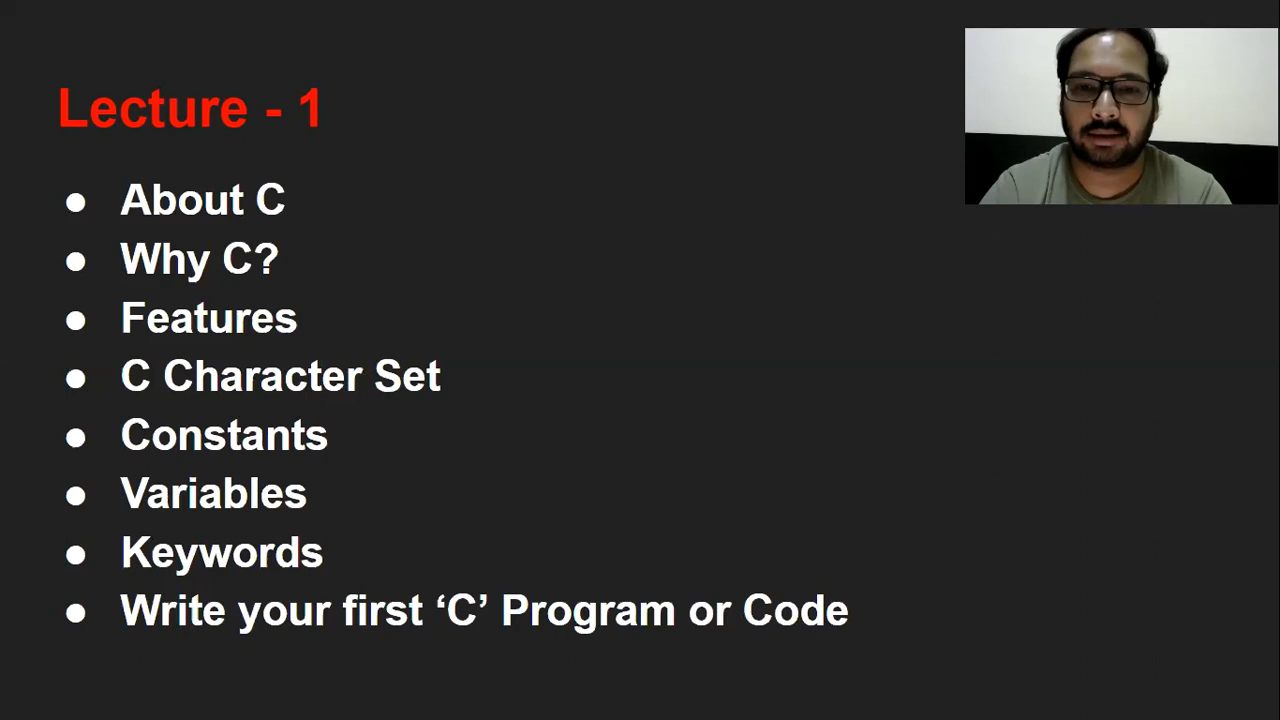 Lecture - 1
● About C
● Why C?
● Features
● C Character Set
● Constants
● Variables
● Keywords
● Write your first ‘C’ Program or Code